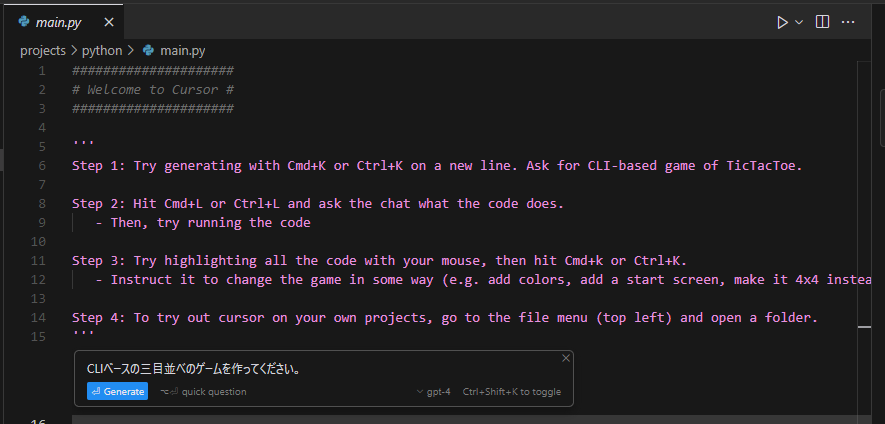 main.py
projects > python > main.py
1 #####################
2 # Welcome to Cursor #
3 #####################
4
5 '''
6 Step 1: Try generating with Cmd+K or Ctrl+K on a new line. Ask for CLI-based game of TicTacToe.
7
8 Step 2: Hit Cmd+L or Ctrl+L and ask the chat what the code does.
9 - Then, try running the code
10
11 Step 3: Try highlighting all the code with your mouse, then hit Cmd+k or Ctrl+K.
12 - Instruct it to change the game in some way (e.g. add colors, add a start screen, make it 4x4 instea
13
14 Step 4: To try out cursor on your own projects, go to the file menu (top left) and open a folder.
15 '''
CLIベースの三目並べのゲームを作ってください。
⏎ Generate ⌥⏎ quick question gpt-4 Ctrl+Shift+K to toggle
16